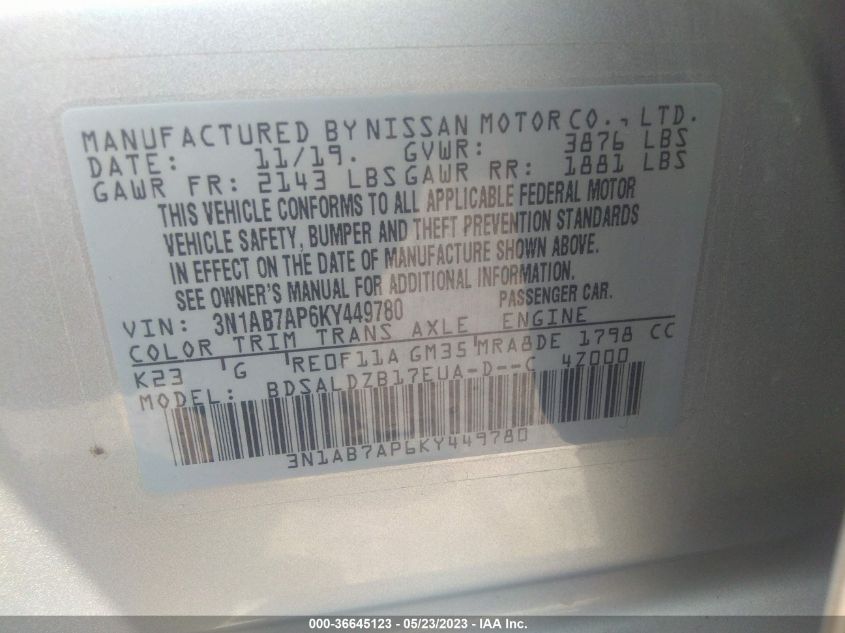 MANUFACTURED BY NISSAN MOTOR CO., LTD.
DATE: 11/19. GVWR: 3876 LBS
GAWR FR: 2143 LBS GAWR RR: 1881 LBS
THIS VEHICLE CONFORMS TO ALL APPLICABLE FEDERAL MOTOR
VEHICLE SAFETY, BUMPER AND THEFT PREVENTION STANDARDS
IN EFFECT ON THE DATE OF MANUFACTURE SHOWN ABOVE.
SEE OWNER'S MANUAL FOR ADDITIONAL INFORMATION.
VIN: 3N1AB7AP6KY449780 PASSENGER CAR.
COLOR TRIM TRANS AXLE ENGINE
K23 G RE0F11A GM35 MRA8DE 1798 CC
MODEL: BDSALDZB17EUA-D--C 4Z000
3N1AB7AP6KY449780
000-36645123 - 05/23/2023 - IAA Inc.